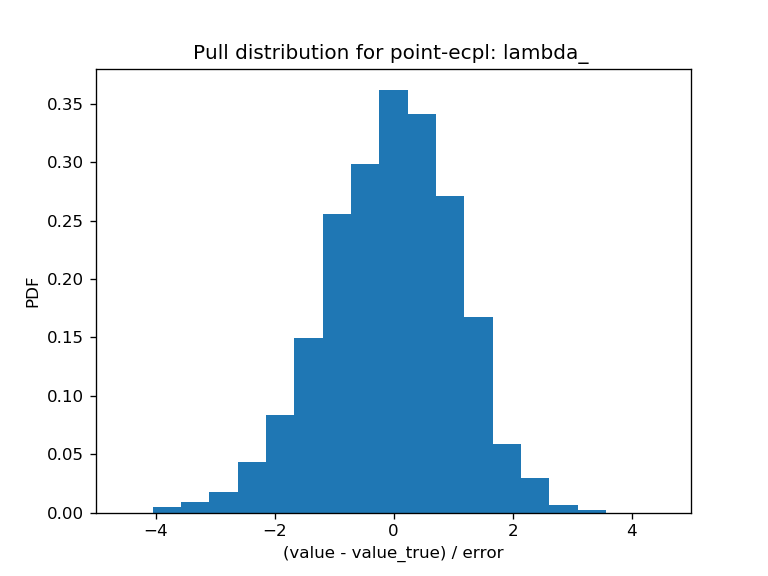 Pull distribution for point-ecpl: lambda_
0.35
0.30
0.25
0.20
0.15
0.10
0.05
0.00
PDF
−4 −2 0 2 4
(value - value_true) / error